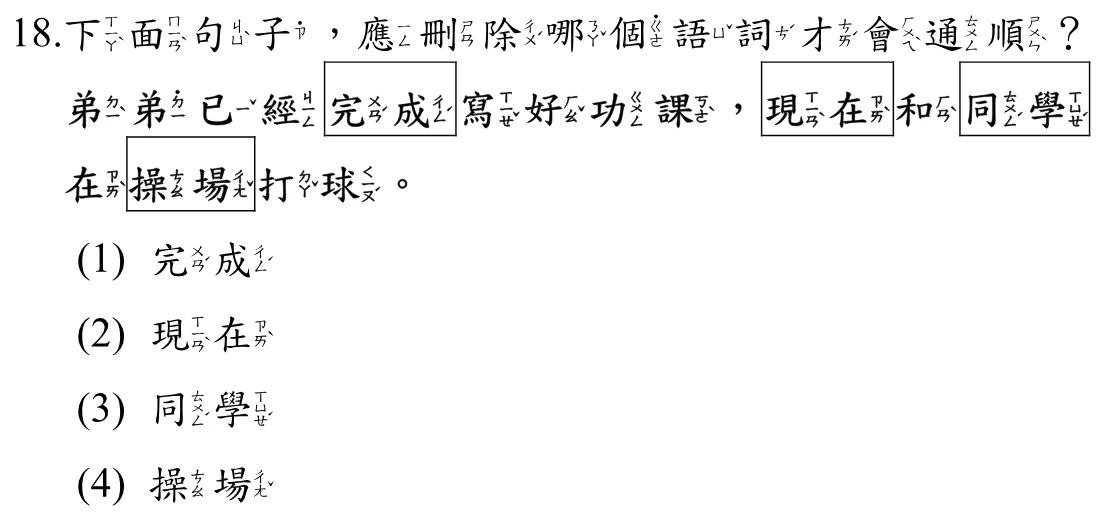 18.下面句子，應刪除哪個語詞才會通順？
弟弟已經完成寫好功課，現在和同學
在操場打球。
(1) 完成
(2) 現在
(3) 同學
(4) 操場